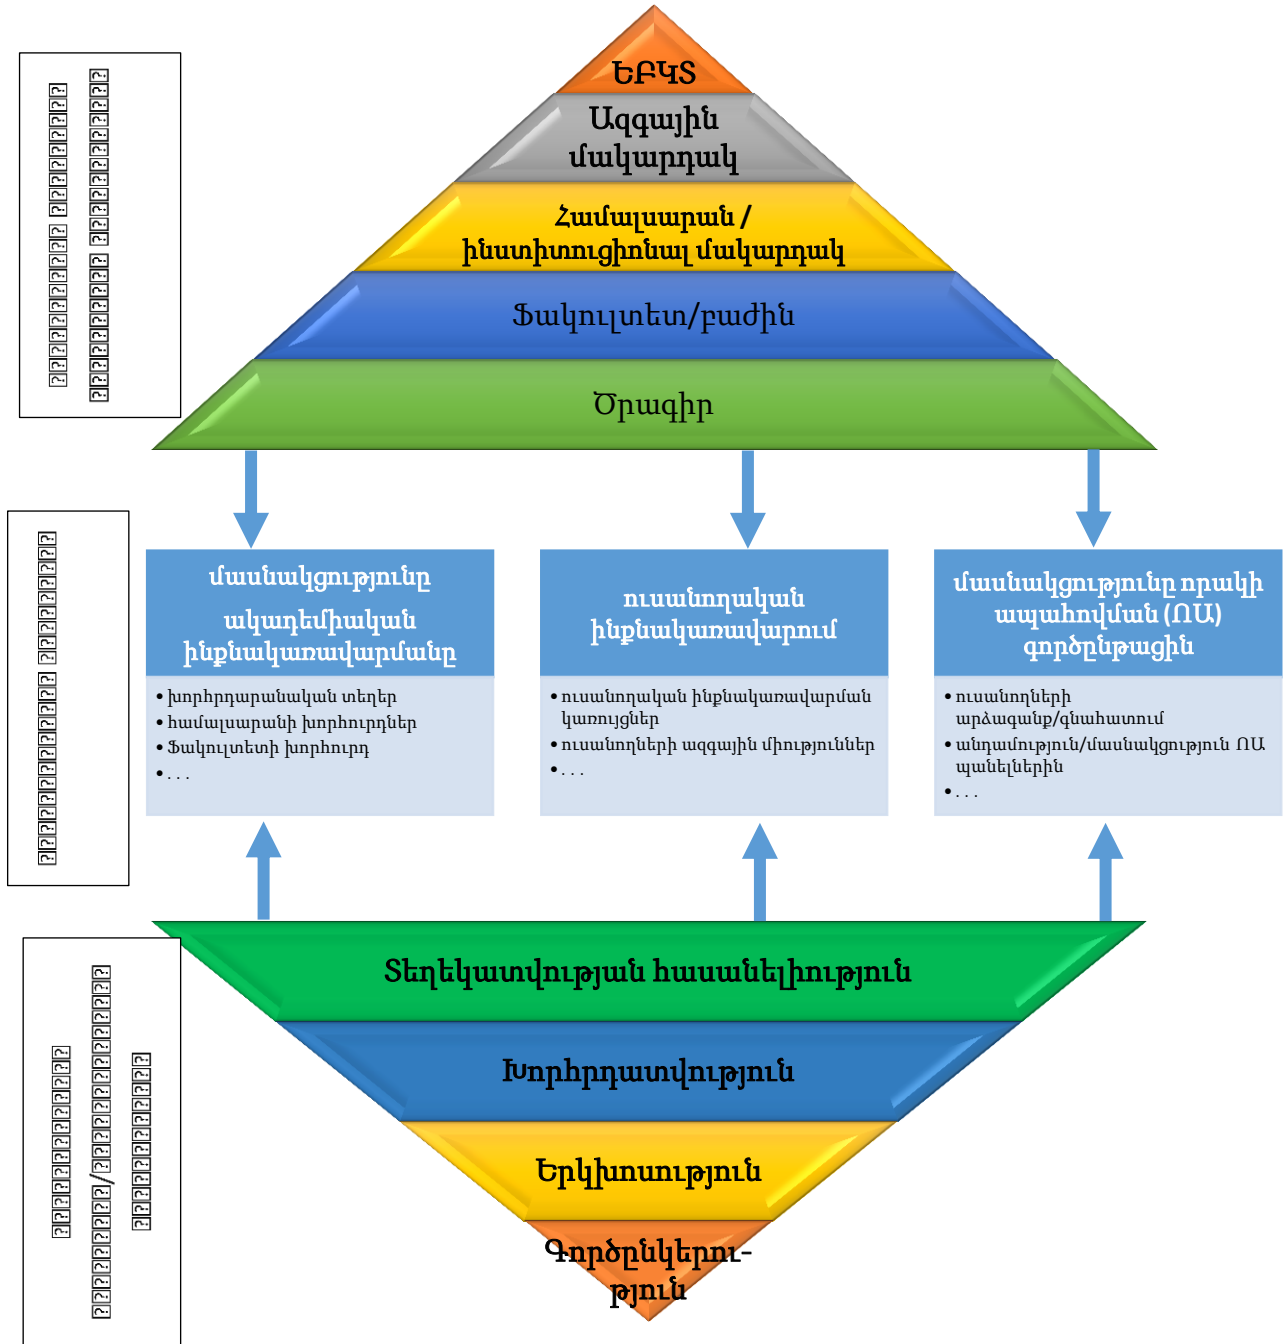 ԵԲԿՏ
Ազգային
մակարդակ
Համալսարան /
ինստիտուցիոնալ մակարդակ
Ֆակուլտետ/բաժին
Ծրագիր
մասնակցությունը
ակադեմիական
ինքնակառավարմանը
• խորհրդարանական տեղեր
• համալսարանի խորհուրդներ
• Ֆակուլտետի խորհուրդ
• . . .
ուսանողական
ինքնակառավարում
• ուսանողական ինքնակառավարման
կառույցներ
• ուսանողների ազգային միություններ
• . . .
մասնակցությունը որակի
ապահովման (ՈԱ)
գործընթացին
• ուսանողների
արձագանք/գնահատում
• անդամություն/մասնակցություն ՈԱ
պանելներին
• . . .
Տեղեկատվության հասանելիություն
Խորհրդատվություն
Երկխոսություն
Գործընկերու-
թյուն